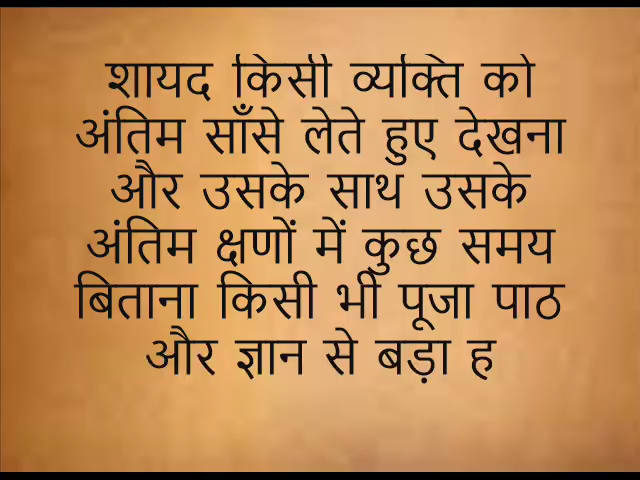 शायद किसी व्यक्ति को
अंतिम साँसे लेते हुए देखना
और उसके साथ उसके
अंतिम क्षणों में कुछ समय
बिताना किसी भी पूजा पाठ
और ज्ञान से बड़ा ह